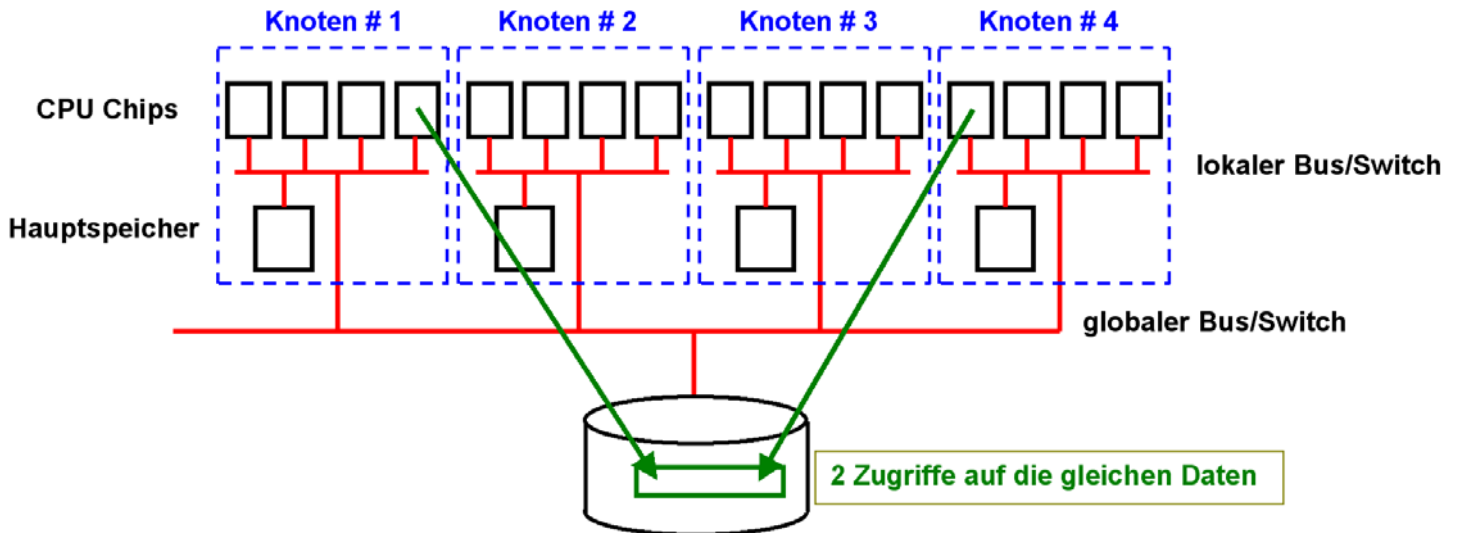 Knoten # 1
Knoten # 2
Knoten # 3
Knoten # 4
CPU Chips
lokaler Bus/Switch
Hauptspeicher
globaler Bus/Switch
2 Zugriffe auf die gleichen Daten